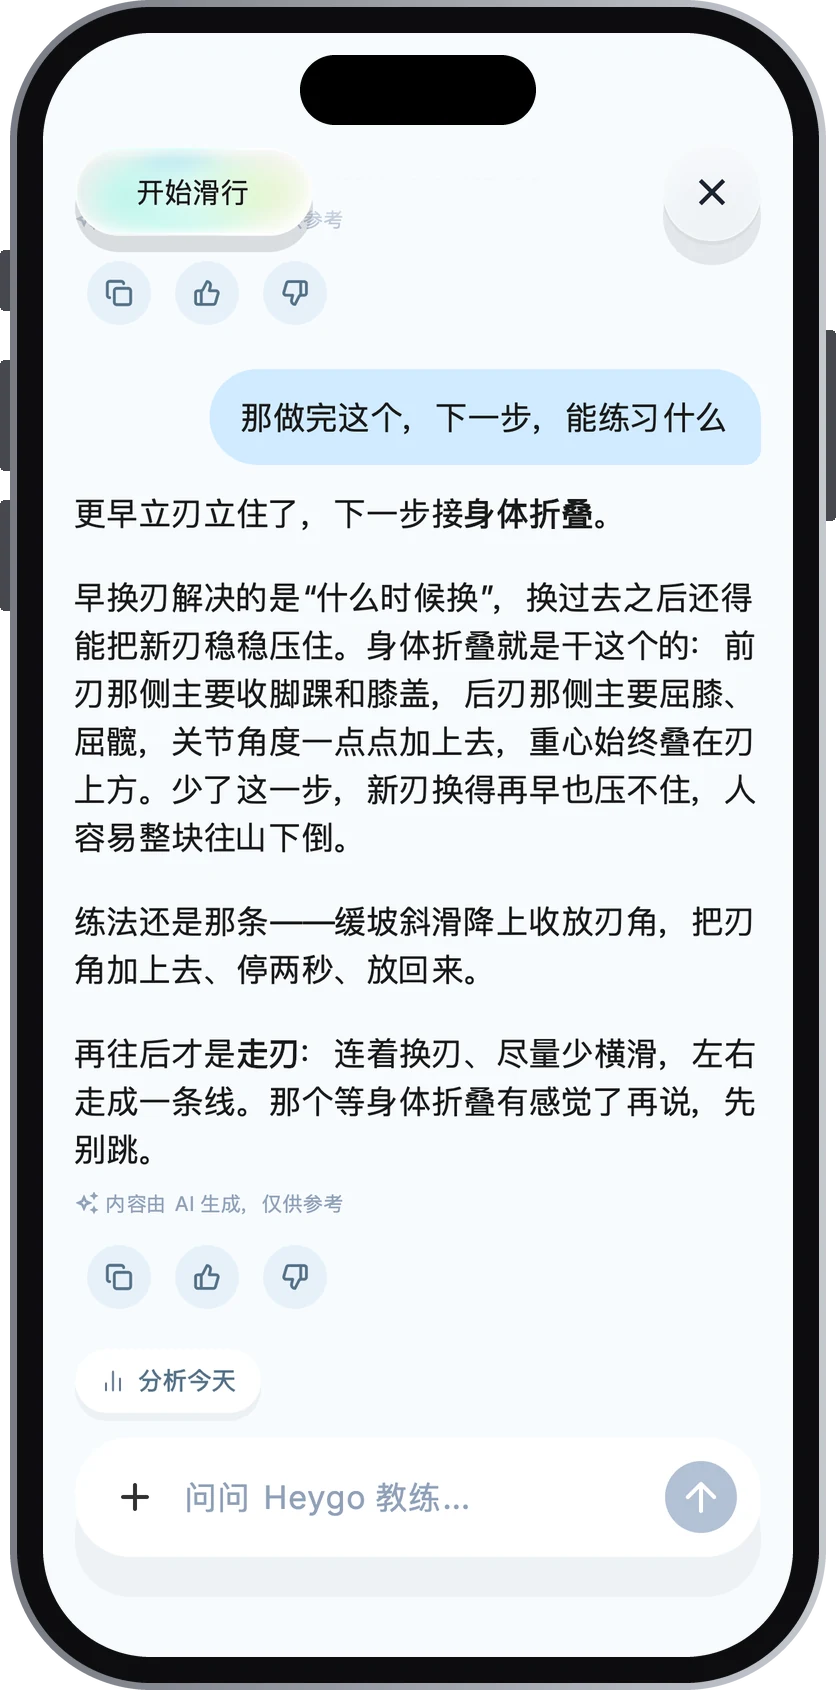 开始滑行
参考
那做完这个，下一步，能练习什么
更早立刃立住了，下一步接身体折叠。
早换刃解决的是“什么时候换”，换过去之后还得
能把新刃稳稳压住。身体折叠就是干这个的：前
刃那侧主要收脚踝和膝盖，后刃那侧主要屈膝、
屈髋，关节角度一点点加上去，重心始终叠在刃
上方。少了这一步，新刃换得再早也压不住，人
容易整块往山下倒。
练法还是那条——缓坡斜滑降上收放刃角，把刃
角加上去、停两秒、放回来。
再往后才是走刃：连着换刃、尽量少横滑，左右
走成一条线。那个等身体折叠有感觉了再说，先
别跳。
内容由 AI 生成，仅供参考
分析今天
问问 Heygo 教练...